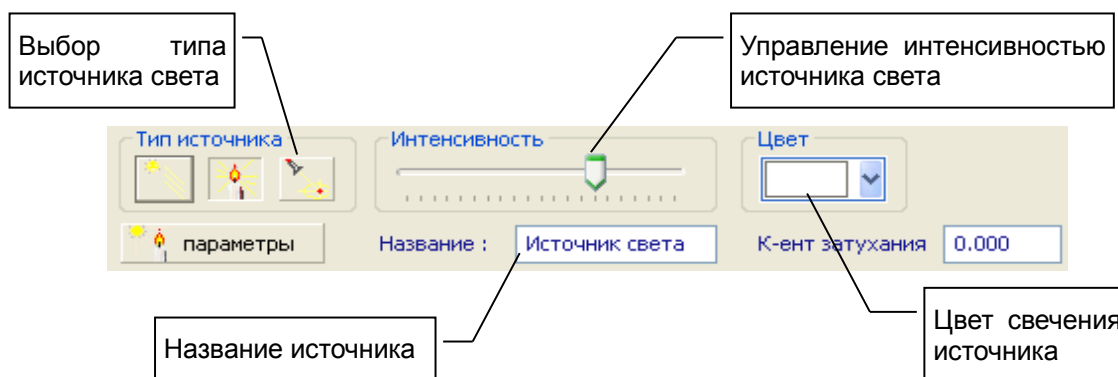 Выбор типа
источника света
Управление интенсивностью
источника света
Тип источника
Интенсивность
Цвет
параметры
Название :
Источник света
К-ент затухания
0.000
Название источника
Цвет свечения
источника